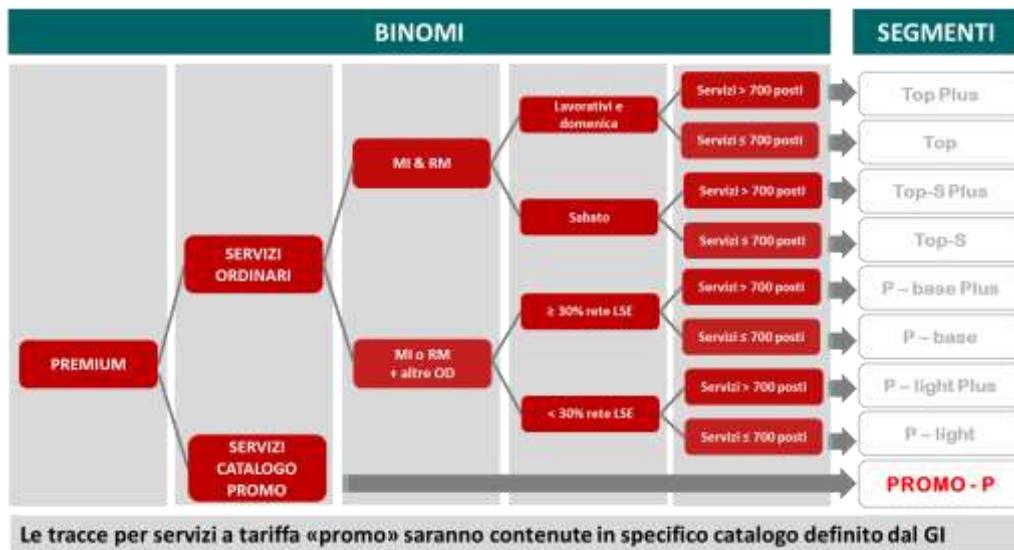 BINOMI
SEGMENTI
PREMIUM
SERVIZI
ORDINARI
SERVIZI
CATALOGO
PROMO
MI & RM
MI o RM
+ altre OD
Lavorativi e
domenica
Sabato
≥ 30% rete LSE
< 30% rete LSE
Servizi > 700 posti
Servizi ≤ 700 posti
Servizi > 700 posti
Servizi ≤ 700 posti
Servizi > 700 posti
Servizi ≤ 700 posti
Servizi > 700 posti
Servizi ≤ 700 posti
Top Plus
Top
Top-S Plus
Top-S
P – base Plus
P – base
P – light Plus
P – light
PROMO - P
Le tracce per servizi a tariffa «promo» saranno contenute in specifico catalogo definito dal GI